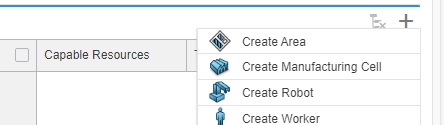 Create Area
Capable Resources
Create Manufacturing Cell
Create Robot
Create Worker